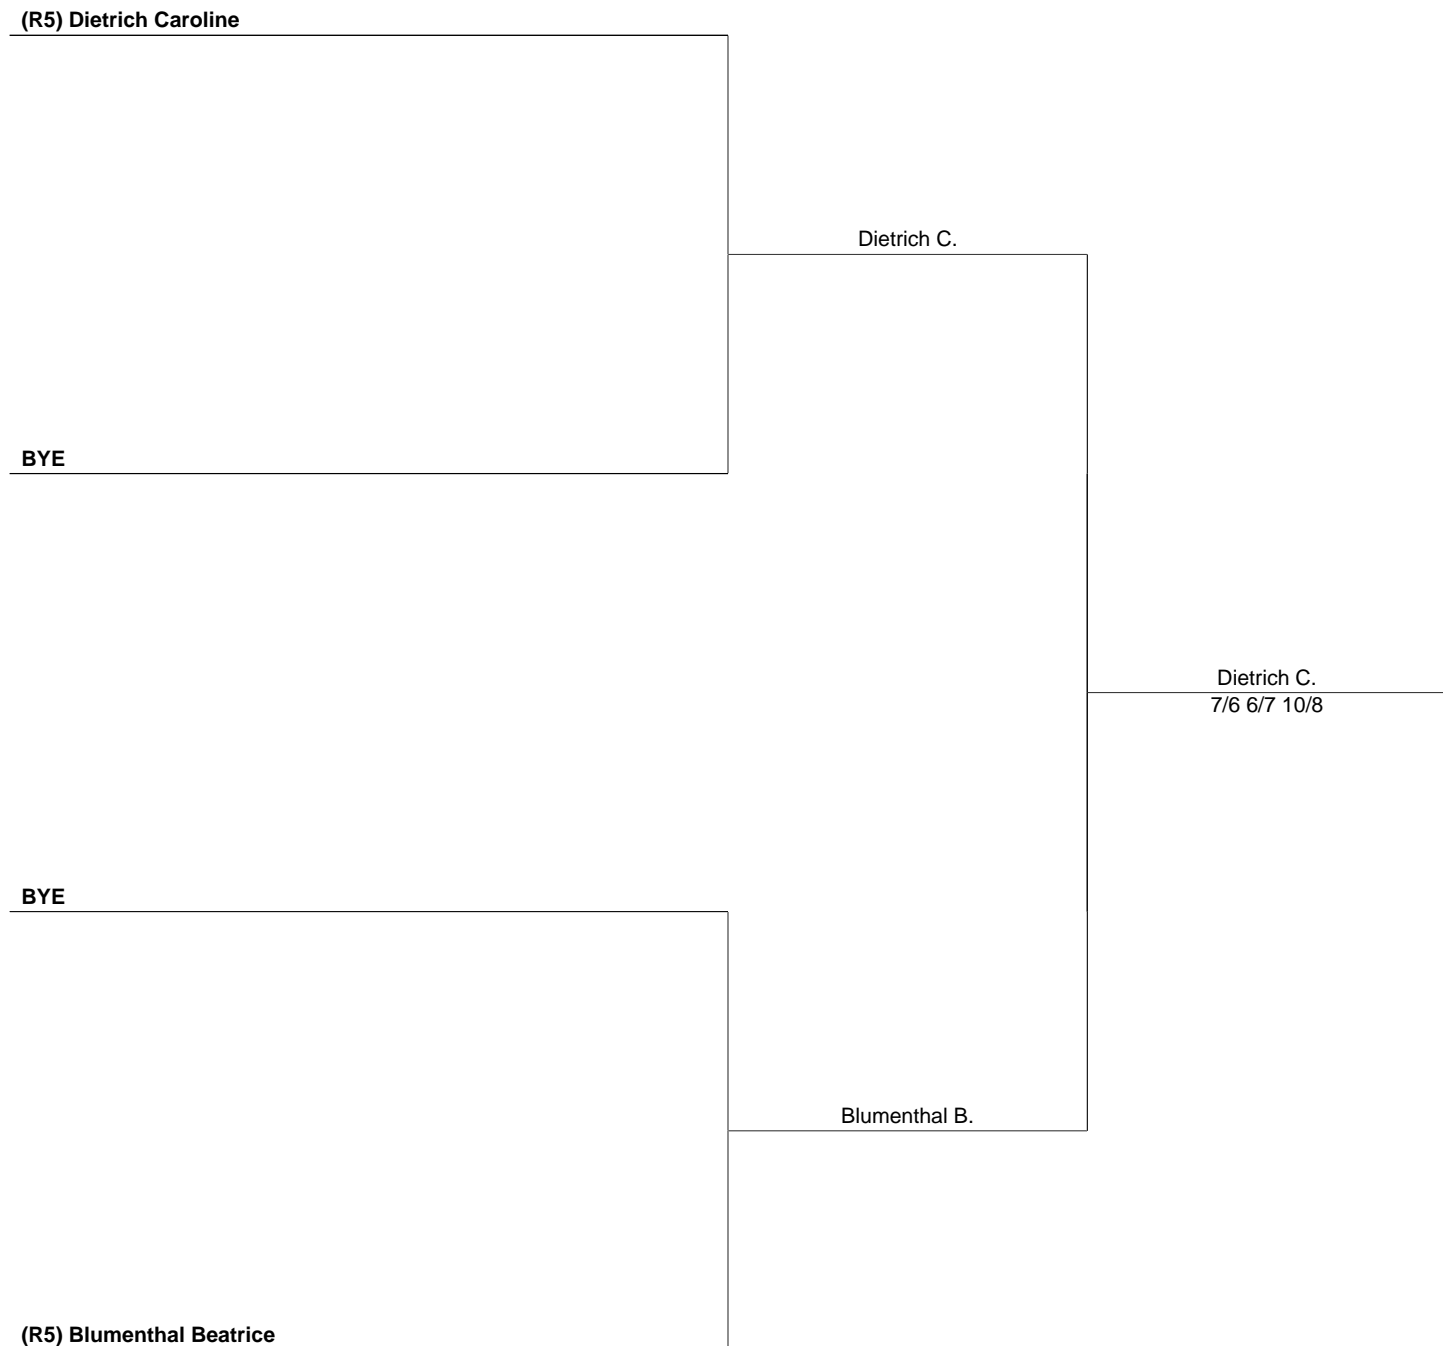 (R5) Dietrich Caroline
Dietrich C.
BYE
Dietrich C.
7/6 6/7 10/8
BYE
Blumenthal B.
(R5) Blumenthal Beatrice